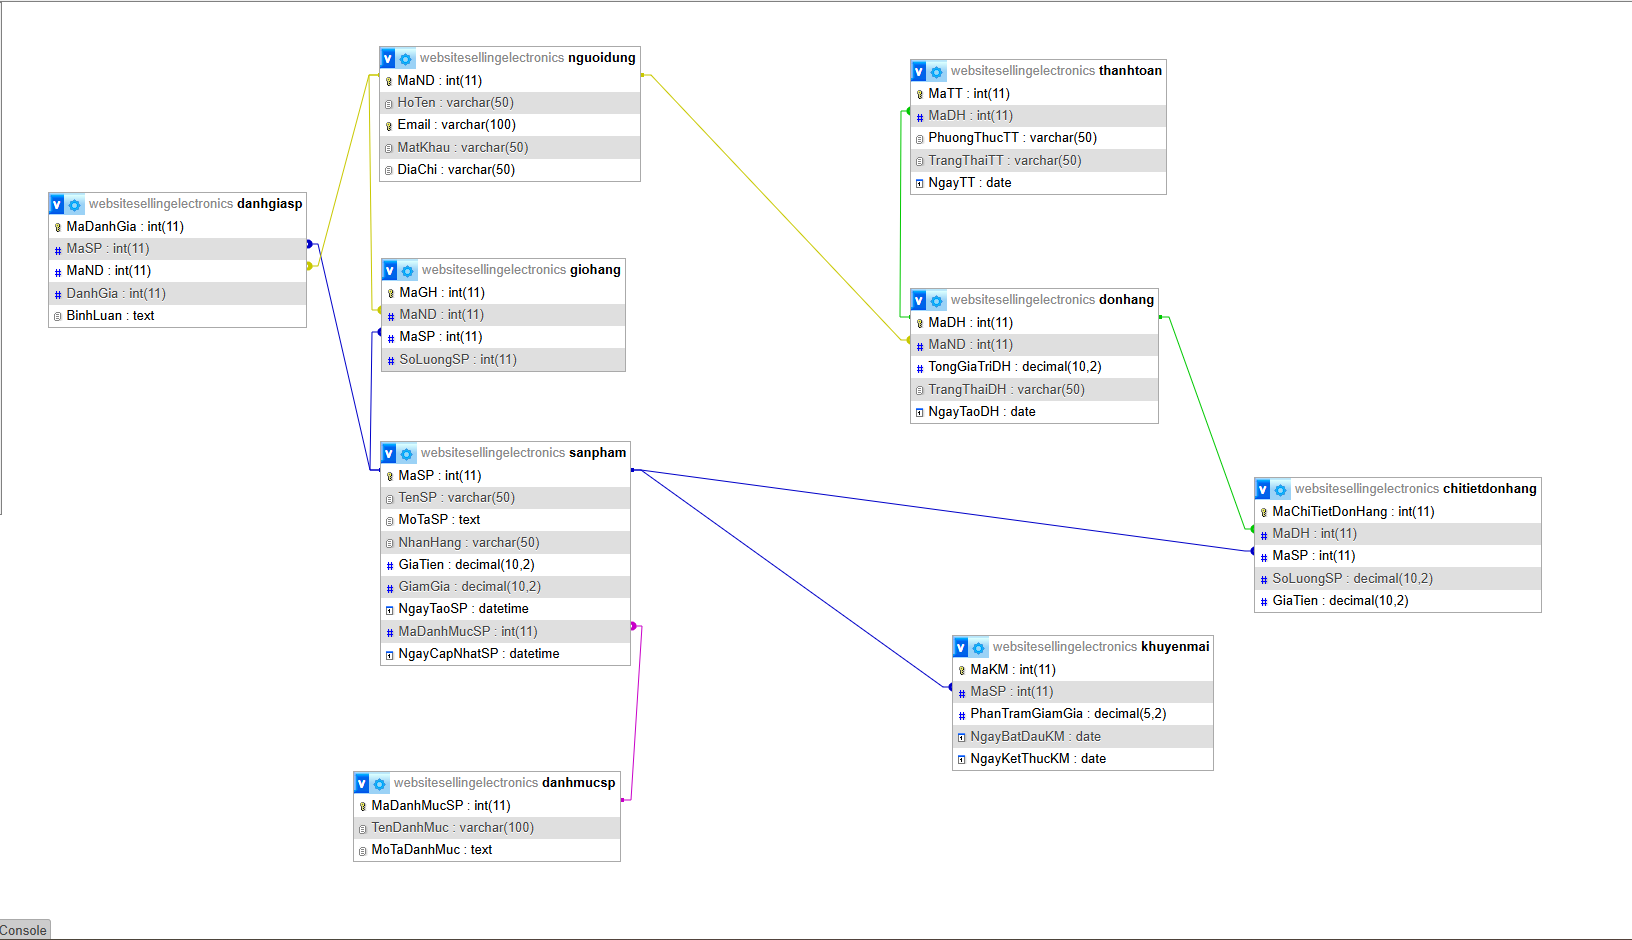 websitesellingelectronics nguoidung
MaND : int(11)
HoTen : varchar(50)
Email : varchar(100)
MatKhau : varchar(50)
DiaChi : varchar(50)
websitesellingelectronics thanhtoan
MaTT : int(11)
MaDH : int(11)
PhuongThucTT : varchar(50)
TrangThaiTT : varchar(50)
NgayTT : date
websitesellingelectronics danhgiasp
MaDanhGia : int(11)
MaSP : int(11)
MaND : int(11)
DanhGia : int(11)
BinhLuan : text
websitesellingelectronics giohang
MaGH : int(11)
MaND : int(11)
MaSP : int(11)
SoLuongSP : int(11)
websitesellingelectronics donhang
MaDH : int(11)
MaND : int(11)
TongGiaTriDH : decimal(10,2)
TrangThaiDH : varchar(50)
NgayTaoDH : date
websitesellingelectronics sanpham
MaSP : int(11)
TenSP : varchar(50)
MoTaSP : text
NhanHang : varchar(50)
GiaTien : decimal(10,2)
GiamGia : decimal(10,2)
NgayTaoSP : datetime
MaDanhMucSP : int(11)
NgayCapNhatSP : datetime
websitesellingelectronics chitietdonhang
MaChiTietDonHang : int(11)
MaDH : int(11)
MaSP : int(11)
SoLuongSP : decimal(10,2)
GiaTien : decimal(10,2)
websitesellingelectronics khuyenmai
MaKM : int(11)
MaSP : int(11)
PhanTramGiamGia : decimal(5,2)
NgayBatDauKM : date
NgayKetThucKM : date
websitesellingelectronics danhmucsp
MaDanhMucSP : int(11)
TenDanhMuc : varchar(100)
MoTaDanhMuc : text
Console